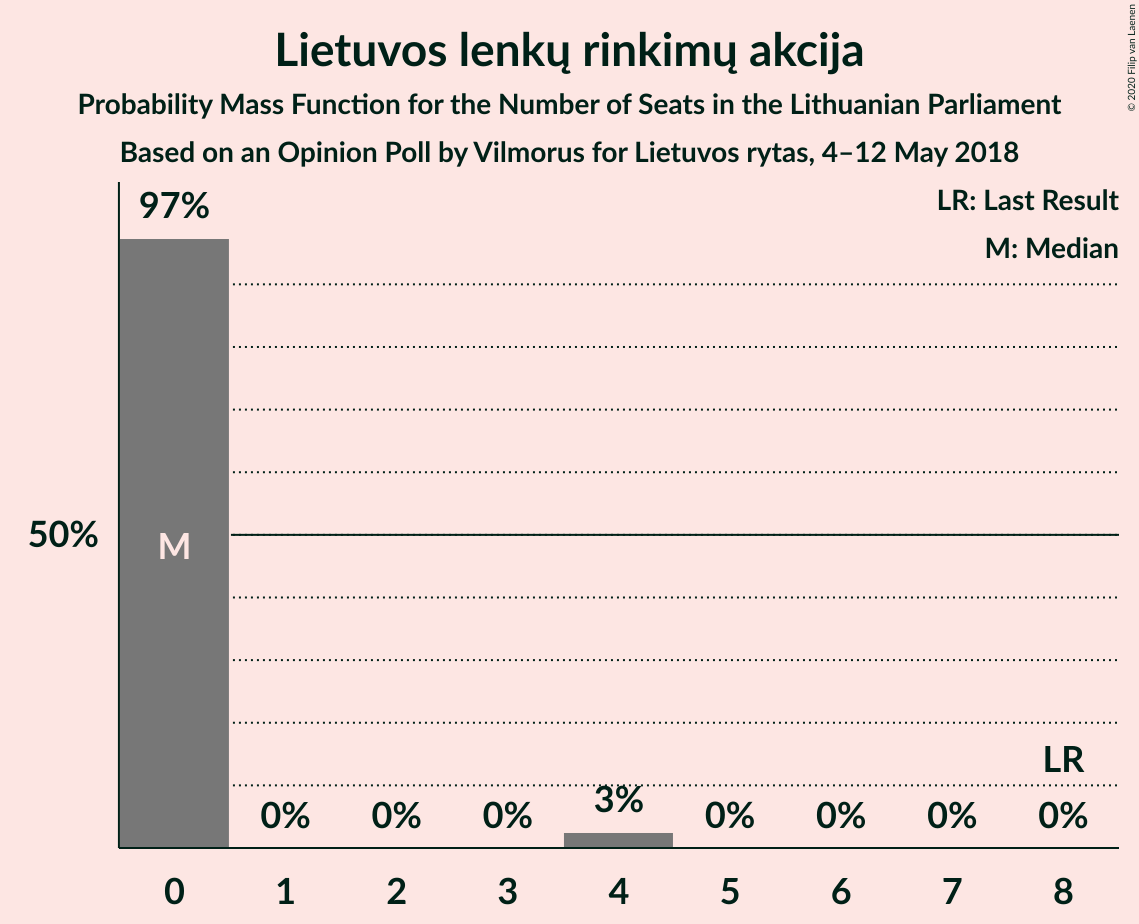 Lietuvos lenkų rinkimų akcija
Probability Mass Function for the Number of Seats in the Lithuanian Parliament
Based on an Opinion Poll by Vilmorus for Lietuvos rytas, 4–12 May 2018
© 2020 Filip van Laenen
LR: Last Result
M: Median
97%
50%
M
LR
0% 0% 0% 3% 0% 0% 0% 0%
0 1 2 3 4 5 6 7 8